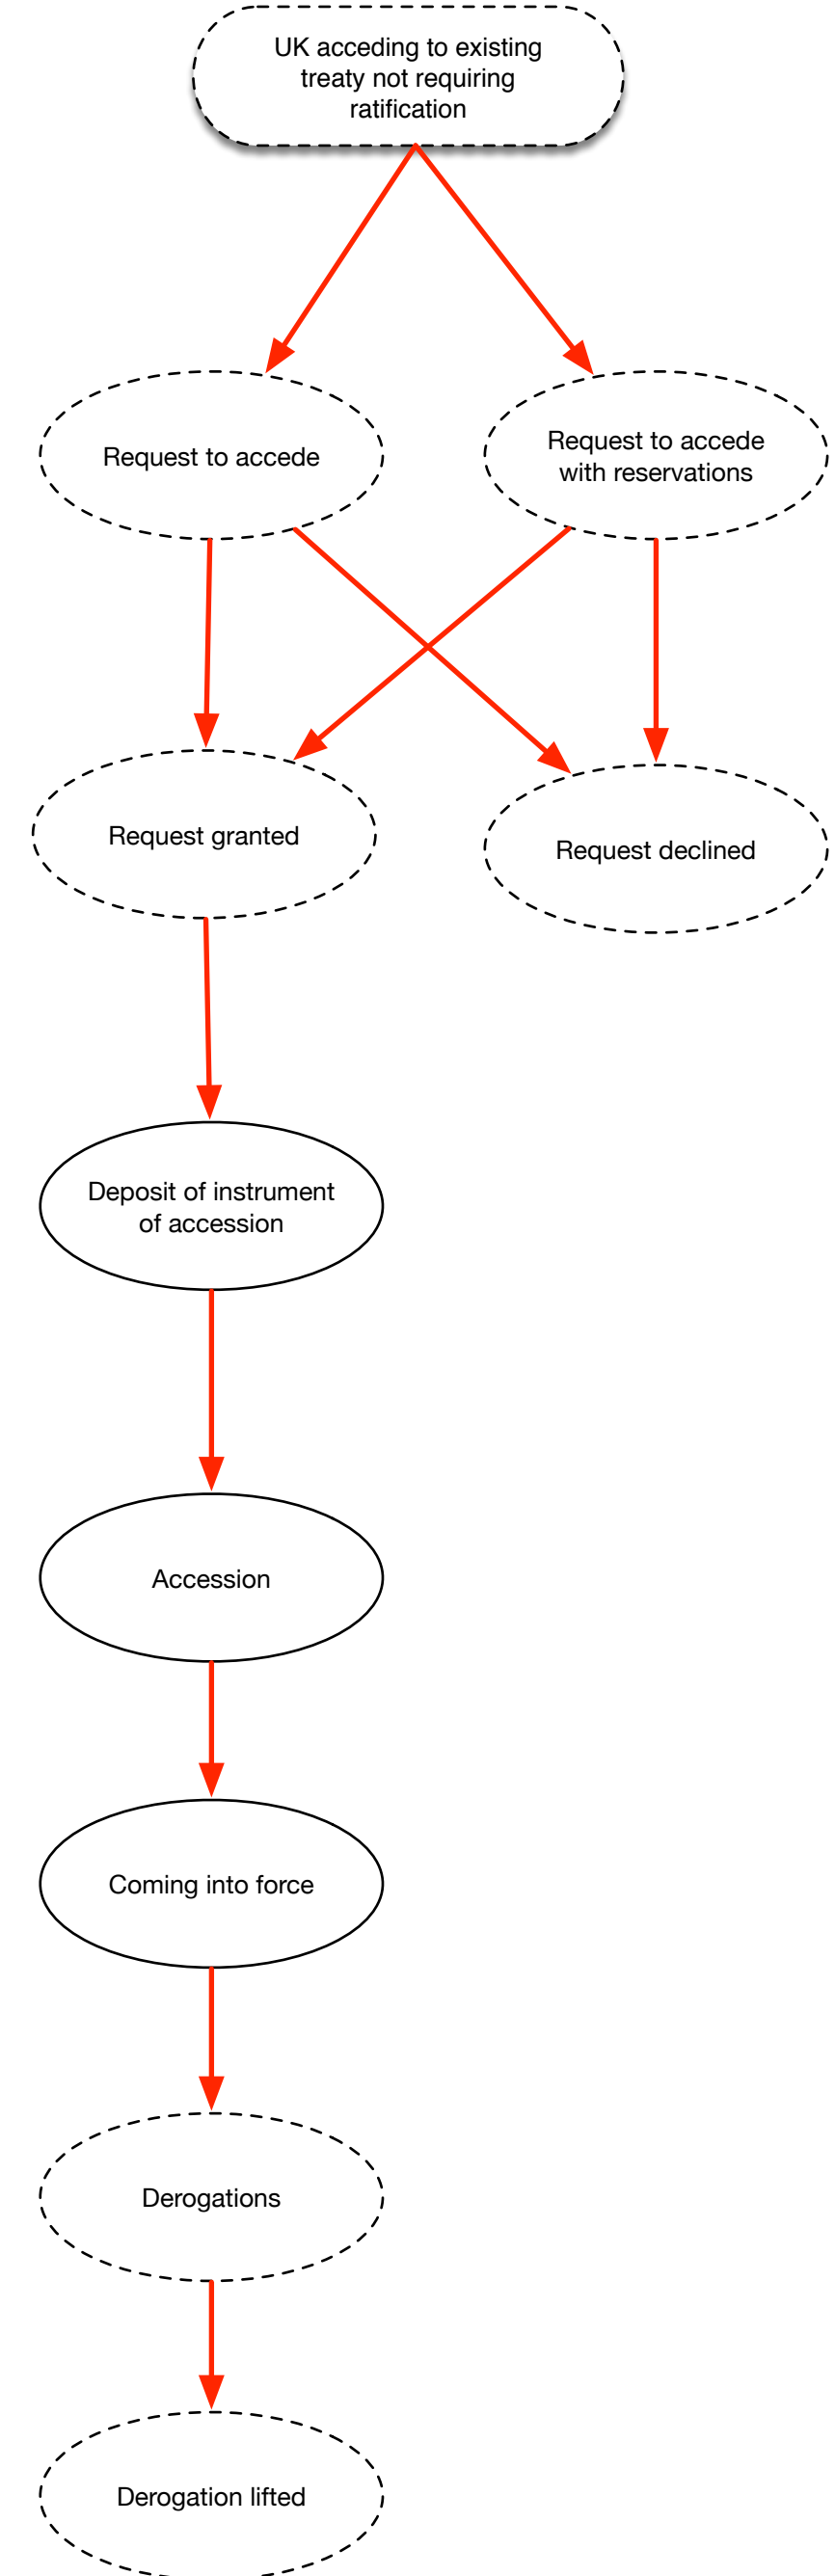 UK acceding to existing
treaty not requiring
ratification
Request to accede
Request to accede
with reservations
Request granted
Request declined
Deposit of instrument
of accession
Accession
Coming into force
Derogations
Derogation lifted